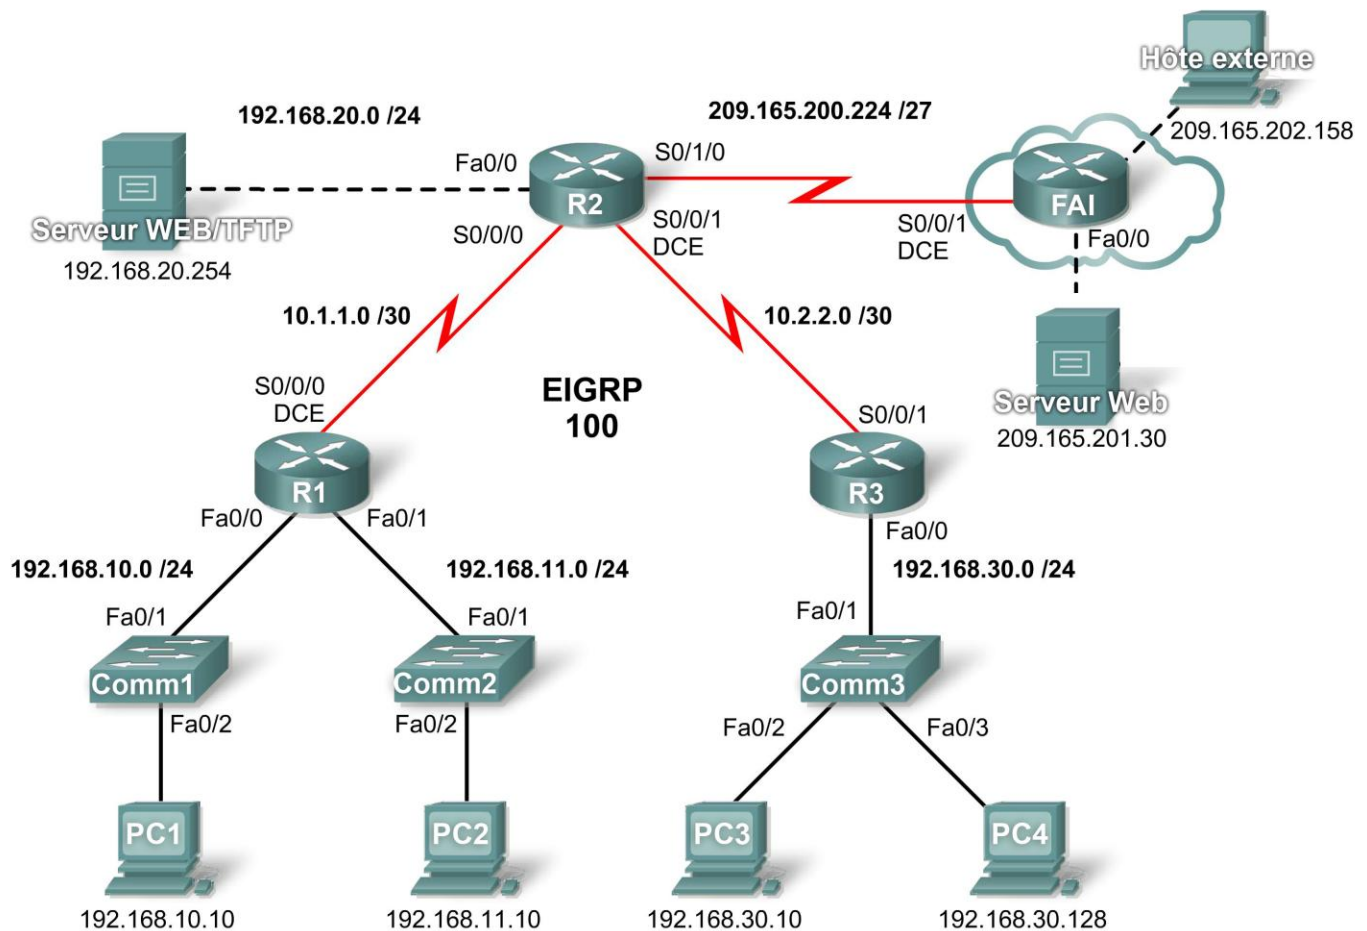 Hôte externe
209.165.202.158
192.168.20.0 /24
209.165.200.224 /27
Fa0/0
S0/1/0
R2
FAI
Serveur WEB/TFTP
192.168.20.254
S0/0/0
S0/0/1
DCE
S0/0/1
DCE
Fa0/0
10.1.1.0 /30
10.2.2.0 /30
EIGRP
100
Serveur Web
209.165.201.30
S0/0/0
DCE
S0/0/1
R1
R3
Fa0/0
Fa0/1
Fa0/0
192.168.10.0 /24
192.168.11.0 /24
192.168.30.0 /24
Fa0/1
Fa0/1
Fa0/1
Comm1
Comm2
Comm3
Fa0/2
Fa0/2
Fa0/2
Fa0/3
PC1
PC2
PC3
PC4
192.168.10.10
192.168.11.10
192.168.30.10
192.168.30.128